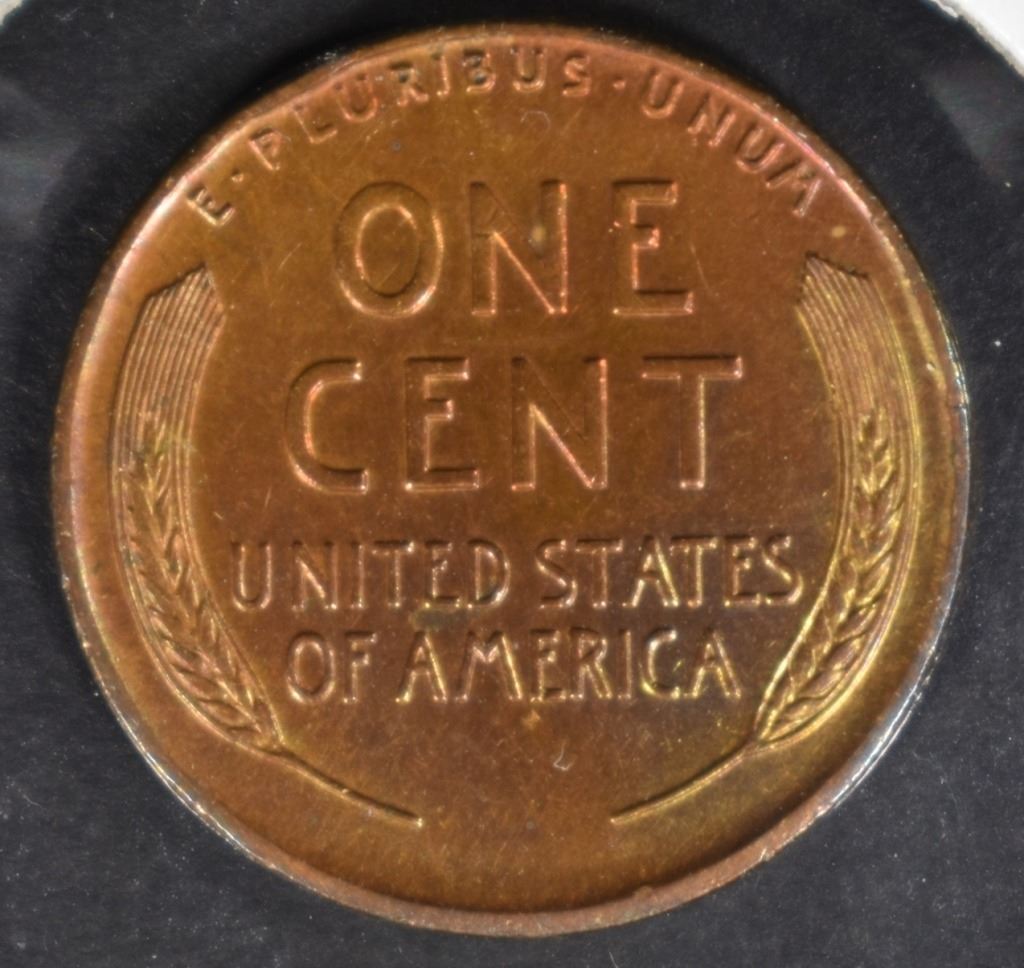 E·PLURIBUS·UNUM
ONE
CENT
UNITED STATES
OF AMERICA